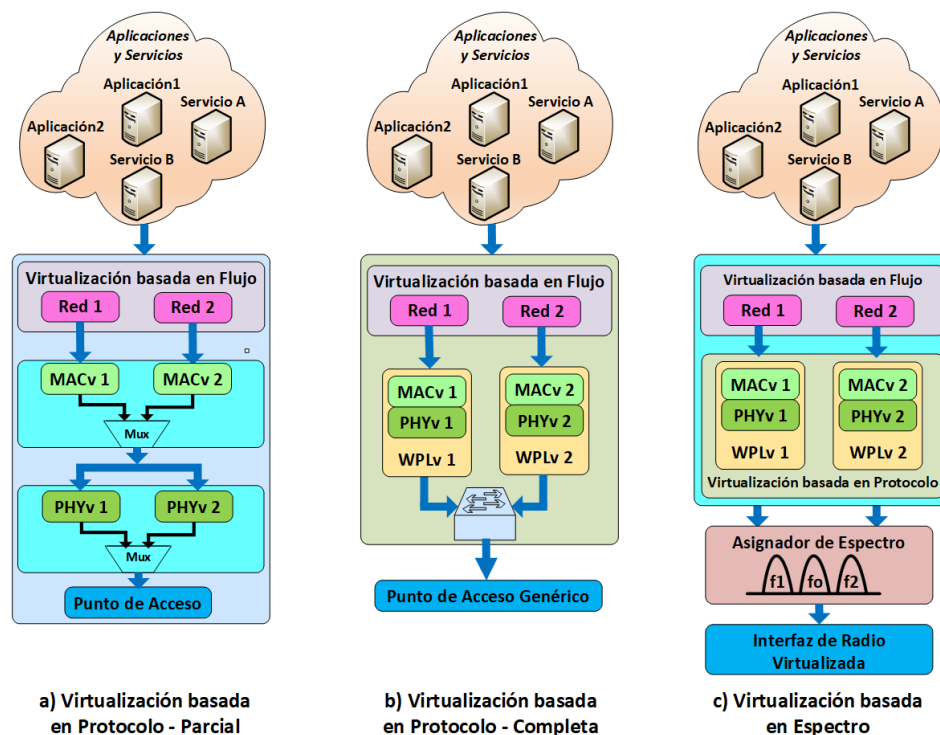 Aplicaciones
y Servicios
Aplicación1
Servicio A
Aplicación2
Servicio B
Virtualización basada en Flujo
Red 1
Red 2
MACv 1
MACv 2
Mux
PHYv 1
PHYv 2
Mux
Punto de Acceso
a) Virtualización basada
en Protocolo - Parcial
Aplicaciones
y Servicios
Aplicación1
Servicio A
Aplicación2
Servicio B
Virtualización basada en Flujo
Red 1
Red 2
MACv 1
PHYv 1
WPLv 1
MACv 2
PHYv 2
WPLv 2
Punto de Acceso Genérico
b) Virtualización basada
en Protocolo - Completa
Aplicaciones
y Servicios
Aplicación1
Servicio A
Aplicación2
Servicio B
Virtualización basada en Flujo
Red 1
Red 2
MACv 1
PHYv 1
WPLv 1
MACv 2
PHYv 2
WPLv 2
Virtualización basada en Protocolo
Asignador de Espectro
f1
fo
f2
Interfaz de Radio
Virtualizada
c) Virtualización basada
en Espectro